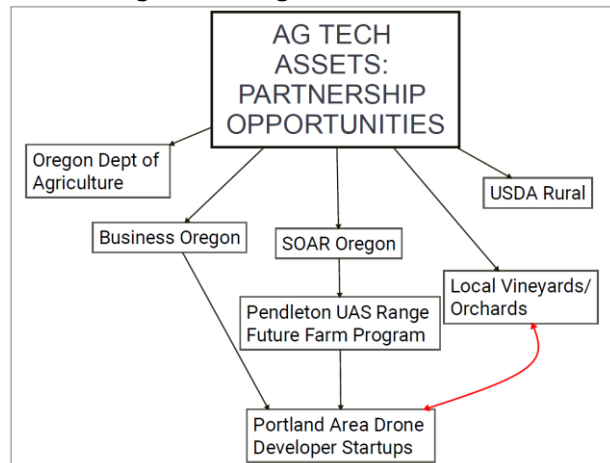 AG TECH
ASSETS:
PARTNERSHIP
OPPORTUNITIES
Oregon Dept of
Agriculture
USDA Rural
Business Oregon
SOAR Oregon
Local Vineyards/
Orchards
Pendleton UAS Range
Future Farm Program
Portland Area Drone
Developer Startups